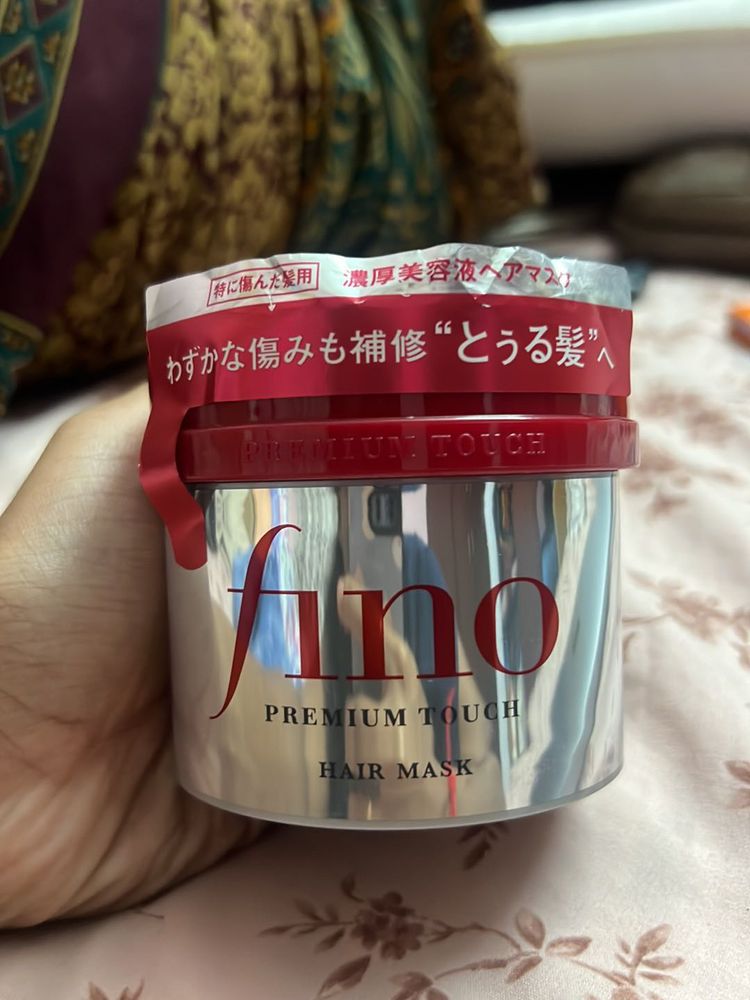 特に傷んだ髪用 濃厚美容液ヘアマスク
わずかな傷みも補修“とぅる髪”へ
PREMIUM TOUCH
fino
PREMIUM TOUCH
HAIR MASK